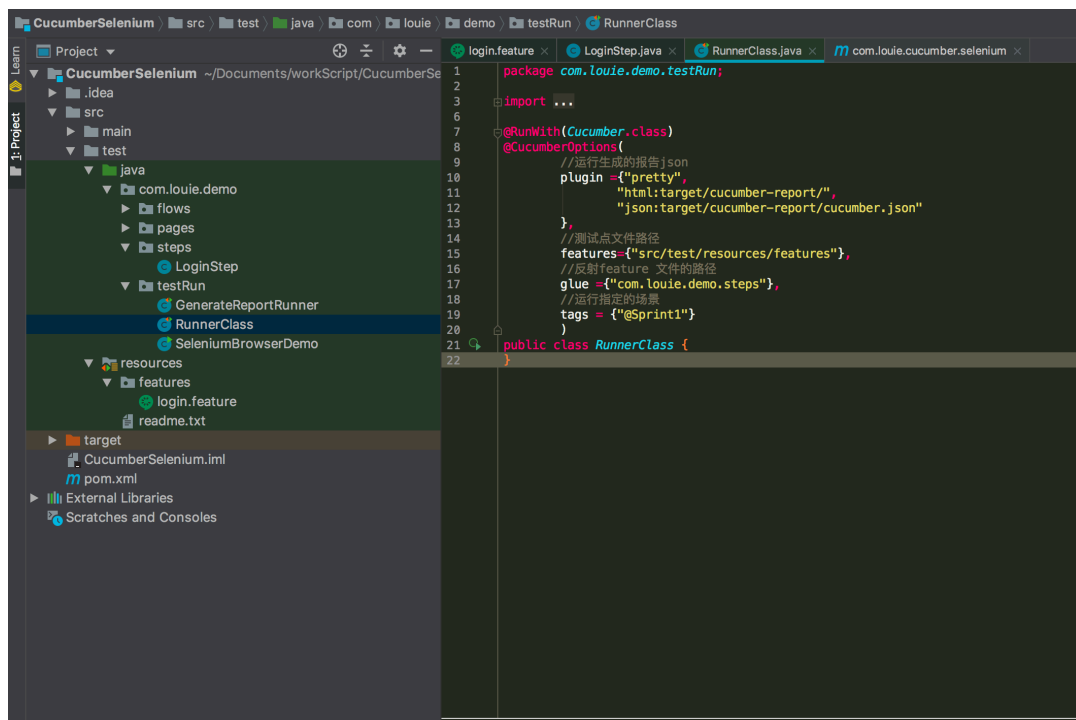 CucumberSelenium src test java com louie demo testRun RunnerClass
Learn
1: Project
Project
CucumberSelenium ~/Documents/workScript/CucumberSe
.idea
src
main
test
java
com.louie.demo
flows
pages
steps
LoginStep
testRun
GenerateReportRunner
RunnerClass
SeleniumBrowserDemo
resources
features
login.feature
readme.txt
target
CucumberSelenium.iml
pom.xml
External Libraries
Scratches and Consoles
login.feature LoginStep.java RunnerClass.java com.louie.cucumber.selenium
1 package com.louie.demo.testRun;
2
3 import ...
6
7 @RunWith(Cucumber.class)
8 @CucumberOptions(
9 //运行生成的报告json
10 plugin ={"pretty",
11 "html:target/cucumber-report/",
12 "json:target/cucumber-report/cucumber.json"
13 },
14 //测试点文件路径
15 features={"src/test/resources/features"},
16 //反射feature 文件的路径
17 glue ={"com.louie.demo.steps"},
18 //运行指定的场景
19 tags = {"@Sprint1"}
20 )
21 public class RunnerClass {
22 }